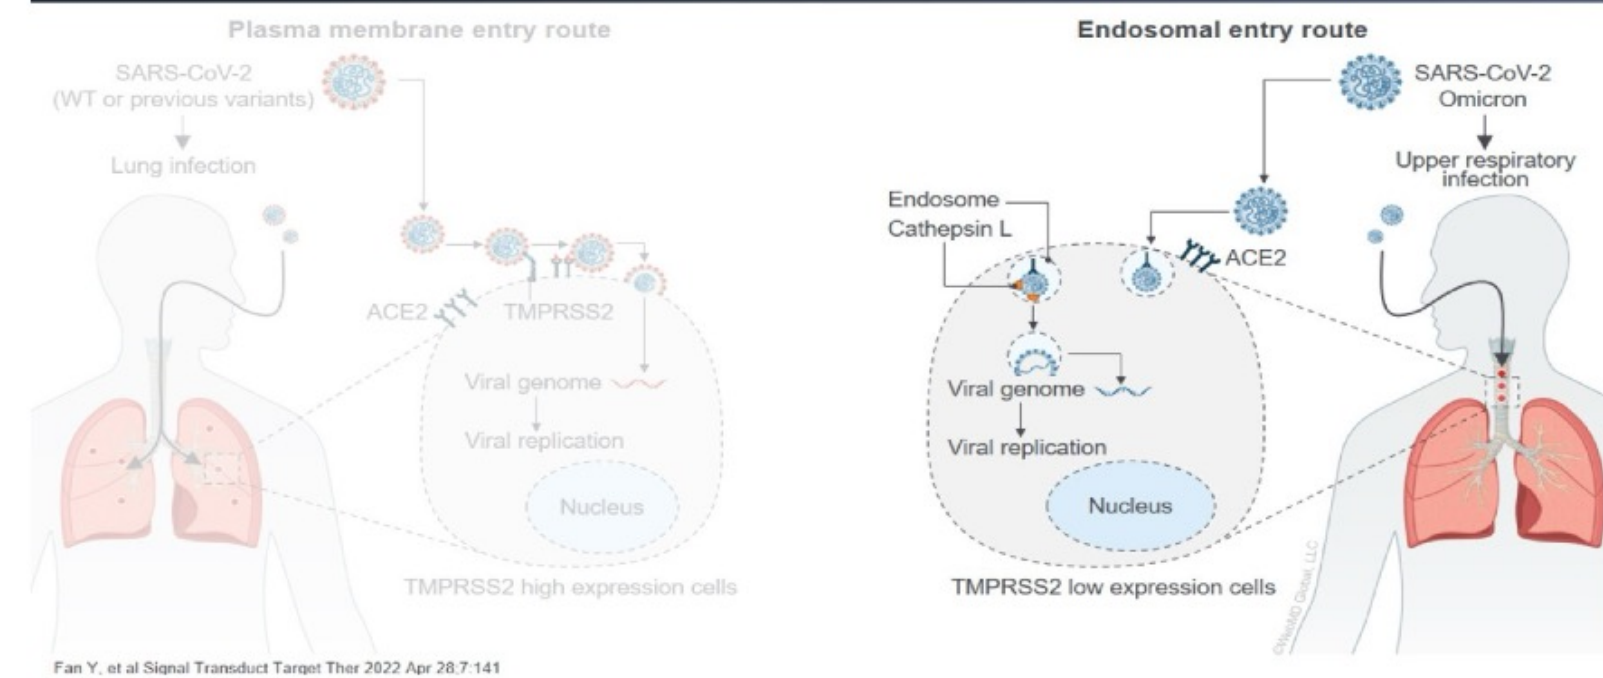 Plasma membrane entry route
SARS-CoV-2
(WT or previous variants)
Lung infection
ACE2
TMPRSS2
Viral genome
Viral replication
Nucleus
TMPRSS2 high expression cells
Endosomal entry route
SARS-CoV-2
Omicron
Upper respiratory
infection
Endosome
Cathepsin L
ACE2
Viral genome
Viral replication
Nucleus
TMPRSS2 low expression cells
©WebMD Global, LLC
Fan Y, et al Signal Transduct Target Ther 2022 Apr 28;7:141